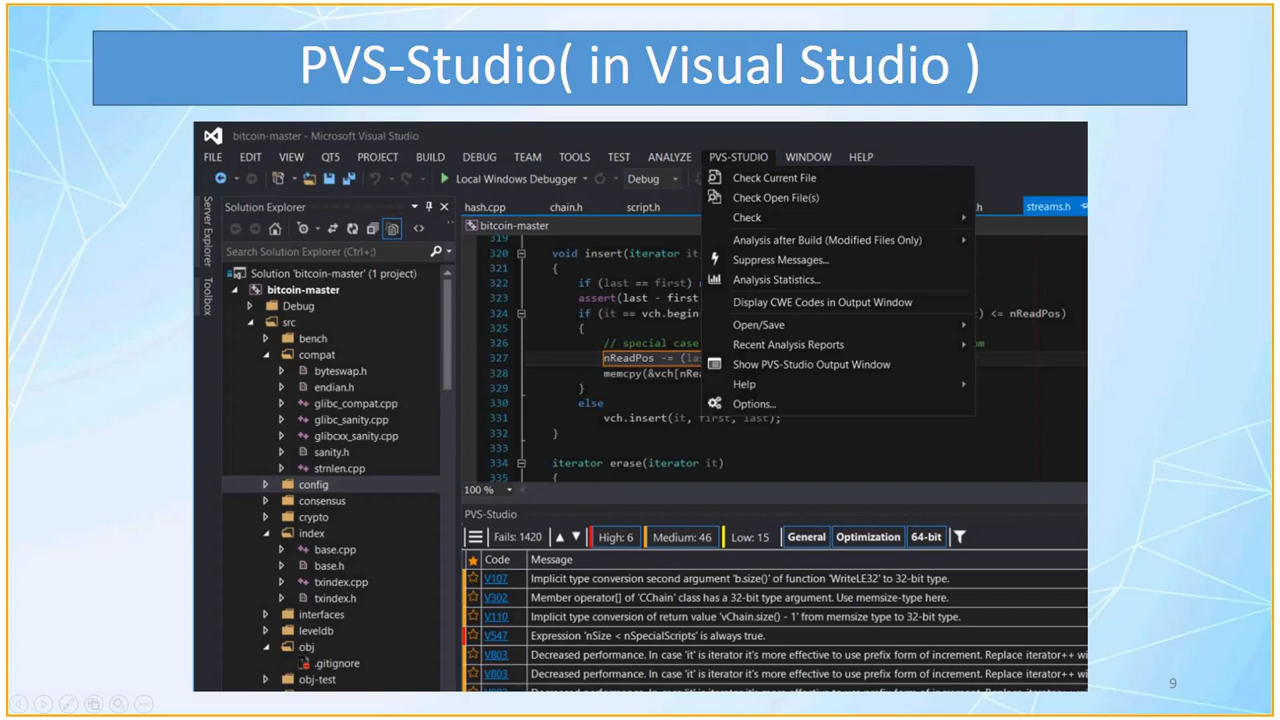 PVS-Studio( in Visual Studio )
bitcoin-master - Microsoft Visual Studio
FILE EDIT VIEW QT5 PROJECT BUILD DEBUG TEAM TOOLS TEST ANALYZE PVS-STUDIO WINDOW HELP
Local Windows Debugger Debug
Server Explorer
Toolbox
Solution Explorer
Search Solution Explorer (Ctrl+;)
Solution 'bitcoin-master' (1 project)
bitcoin-master
Debug
src
bench
compat
byteswap.h
endian.h
glibc_compat.cpp
glibc_sanity.cpp
glibcxx_sanity.cpp
sanity.h
strnlen.cpp
config
consensus
crypto
index
base.cpp
base.h
txindex.cpp
txindex.h
interfaces
leveldb
obj
.gitignore
obj-test
hash.cpp chain.h script.h .h streams.h
bitcoin-master
319
320 void insert(iterator it
321 {
322 if (last == first)
323 assert(last - first
324 if (it == vch.begin t) <= nReadPos)
325 {
326 // special case om
327 nReadPos -= (la
328 memcpy(&vch[nRea
329 }
330 else
331 vch.insert(it, first, last);
332 }
333
334 iterator erase(iterator it)
335 {
100 %
Check Current File
Check Open File(s)
Check
Analysis after Build (Modified Files Only)
Suppress Messages...
Analysis Statistics...
Display CWE Codes in Output Window
Open/Save
Recent Analysis Reports
Show PVS-Studio Output Window
Help
Options...
PVS-Studio
Fails: 1420 High: 6 Medium: 46 Low: 15 General Optimization 64-bit
Code Message
V107 Implicit type conversion second argument 'b.size()' of function 'WriteLE32' to 32-bit type.
V302 Member operator[] of 'CChain' class has a 32-bit type argument. Use memsize-type here.
V110 Implicit type conversion of return value 'vChain.size() - 1' from memsize type to 32-bit type.
V547 Expression 'nSize < nSpecialScripts' is always true.
V803 Decreased performance. In case 'it' is iterator it's more effective to use prefix form of increment. Replace iterator++ wi
V803 Decreased performance. In case 'it' is iterator it's more effective to use prefix form of increment. Replace iterator++ wi
9